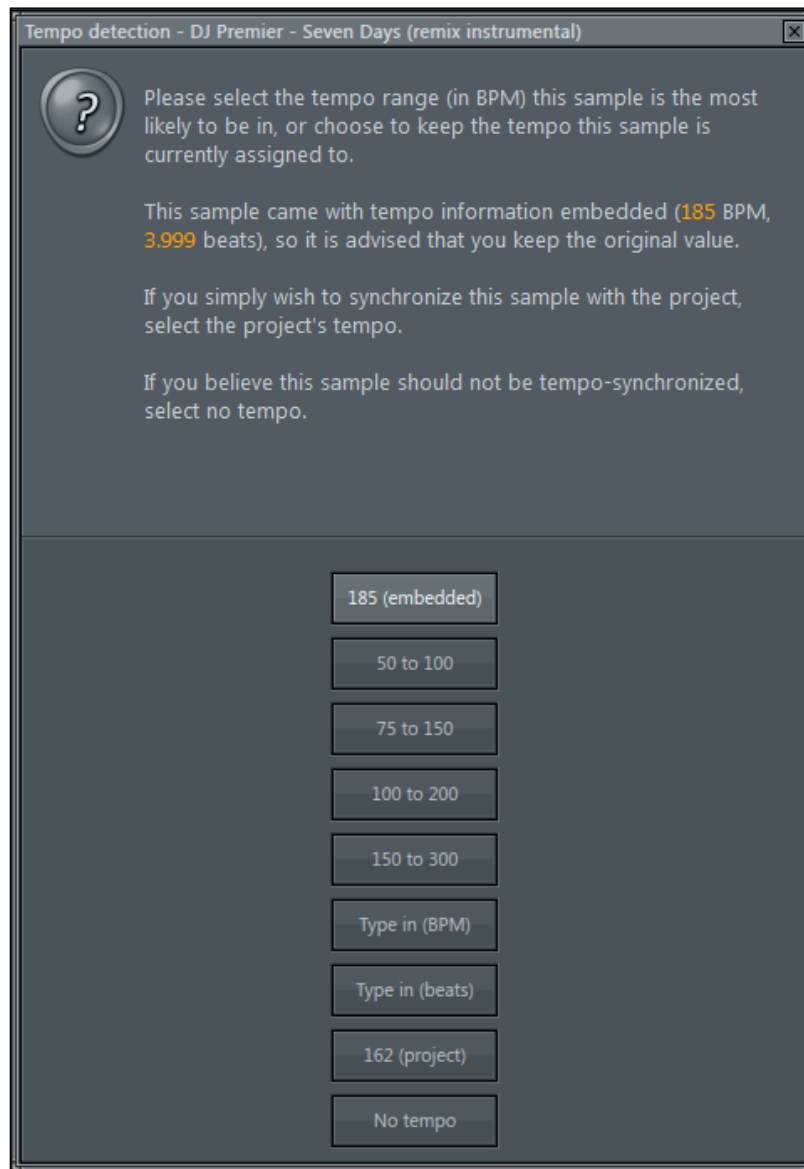 Tempo detection - DJ Premier - Seven Days (remix instrumental)
Please select the tempo range (in BPM) this sample is the most
likely to be in, or choose to keep the tempo this sample is
currently assigned to.
This sample came with tempo information embedded (185 BPM,
3.999 beats), so it is advised that you keep the original value.
If you simply wish to synchronize this sample with the project,
select the project's tempo.
If you believe this sample should not be tempo-synchronized,
select no tempo.
185 (embedded)
50 to 100
75 to 150
100 to 200
150 to 300
Type in (BPM)
Type in (beats)
162 (project)
No tempo